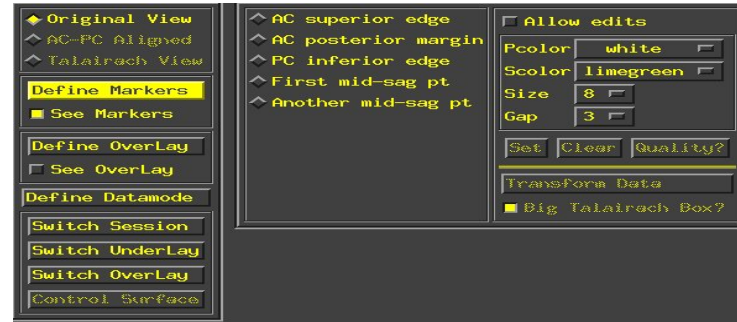 Original View
AC-PC Aligned
Talairach View
Define Markers
See Markers
Define OverLay
See OverLay
Define Datamode
Switch Session
Switch UnderLay
Switch OverLay
Control Surface
AC superior edge
AC posterior margin
PC inferior edge
First mid-sag pt
Another mid-sag pt
Allow edits
Pcolor white
Scolor limegreen
Size 8
Gap 3
Set Clear Quality?
Transform Data
Big Talairach Box?